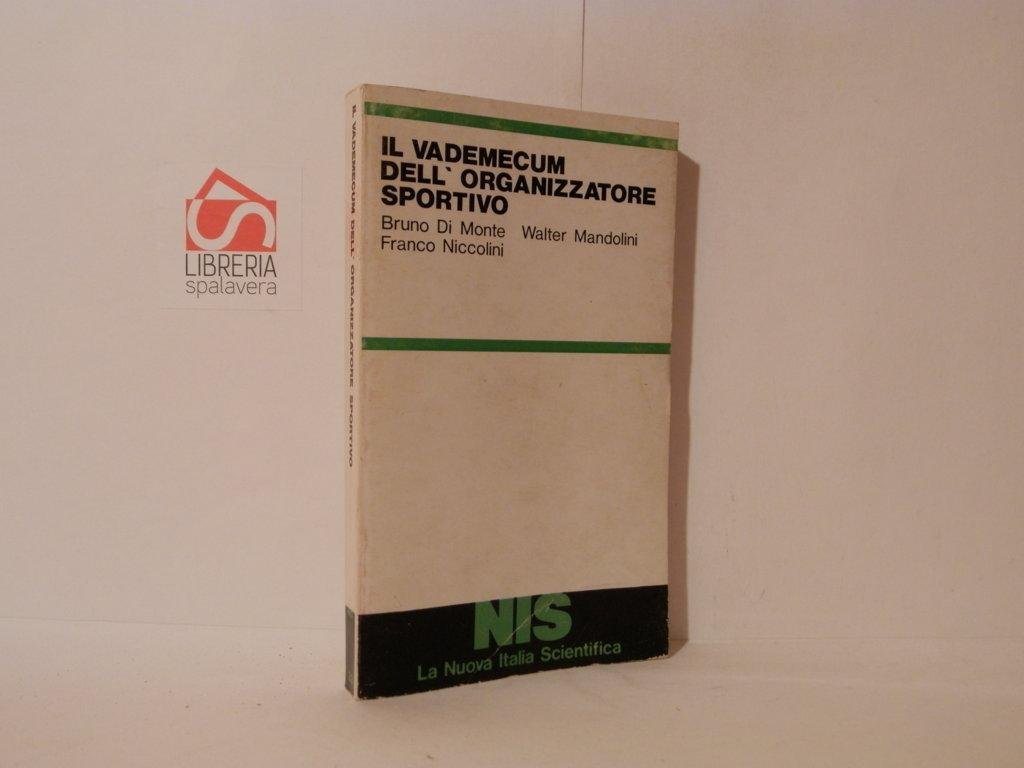 IL VADEMECUM DELL` ORGANIZZATORE SPORTIVO
IL VADEMECUM
DELL` ORGANIZZATORE
SPORTIVO
Bruno Di Monte Walter Mandolini
Franco Niccolini
LIBRERIA
spalavera
NIS
La Nuova Italia Scientifica